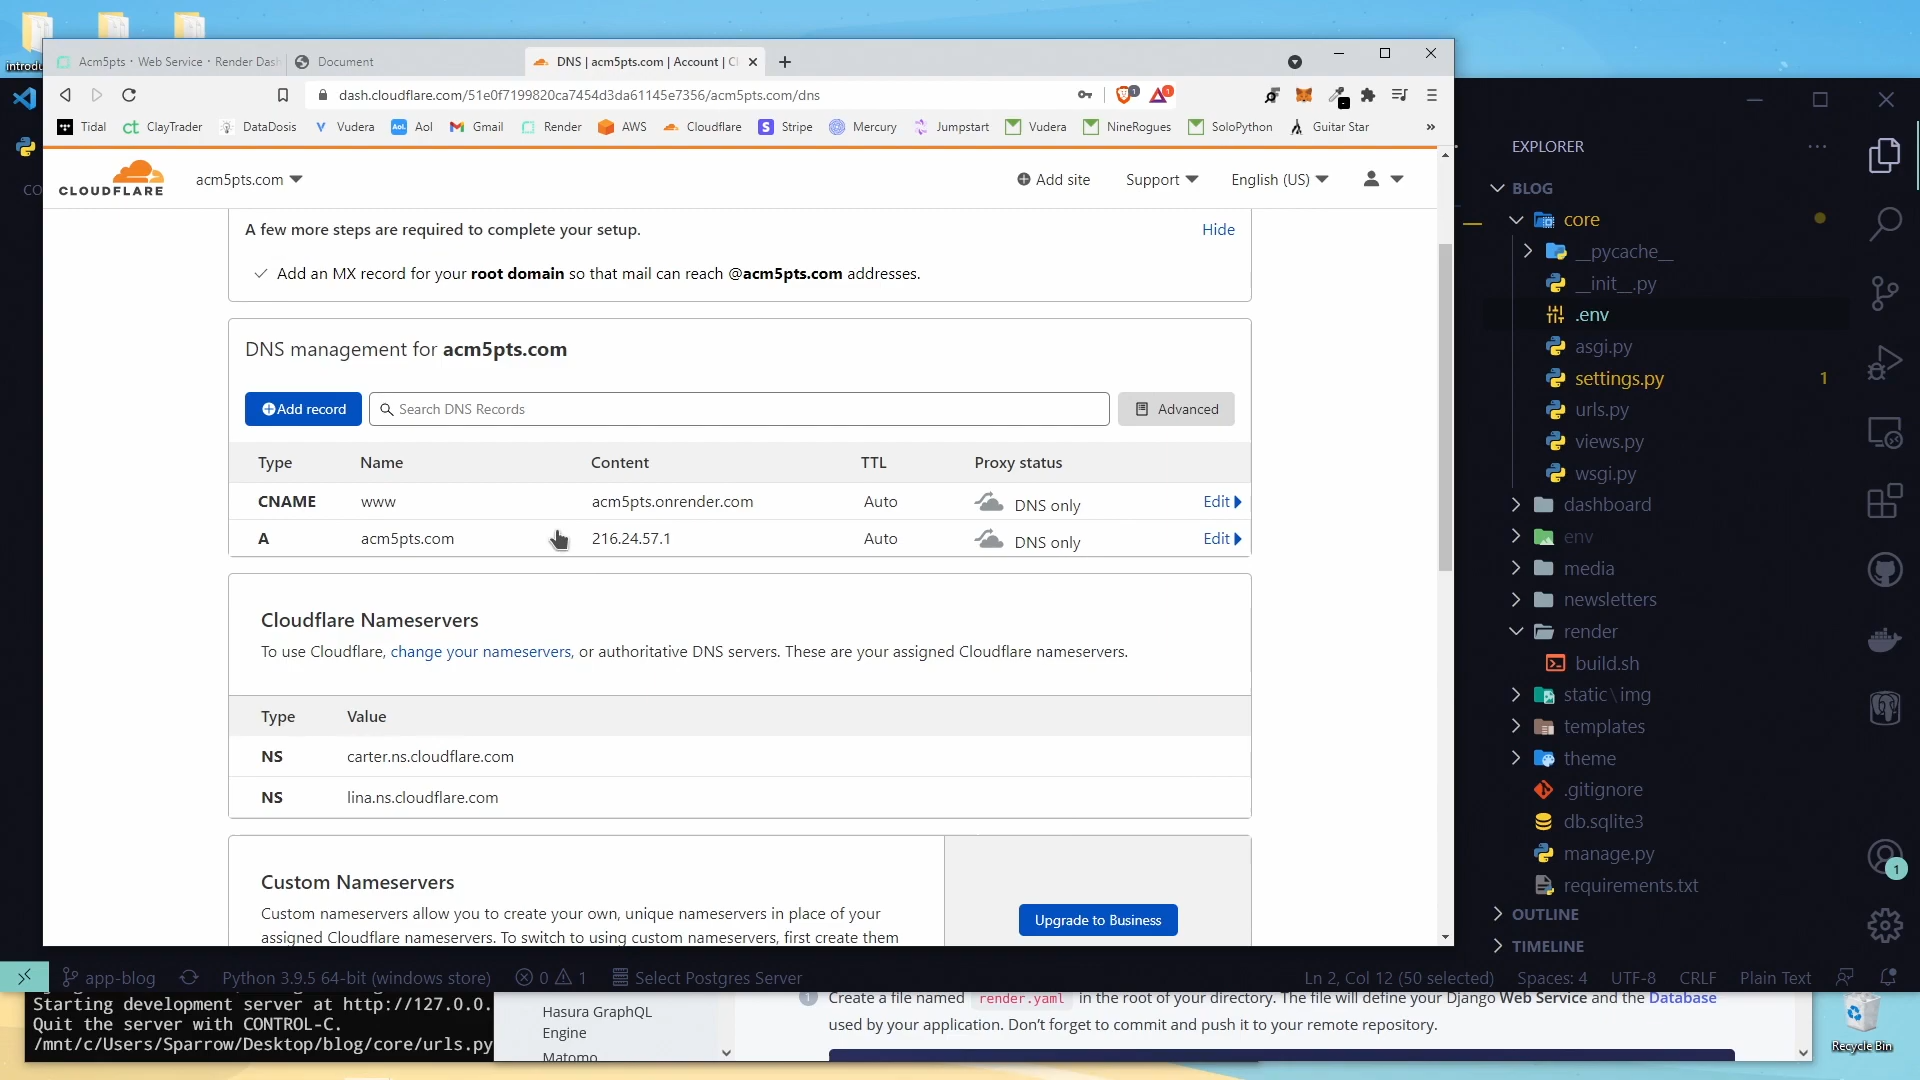 introdu
Acm5pts · Web Service · Render Dash
Document
DNS | acm5pts.com | Account | Cl
dash.cloudflare.com/51e0f7199820ca7454d3da61145e7356/acm5pts.com/dns
1
1
Tidal
ClayTrader
DataDosis
Vudera
Aol
Gmail
Render
AWS
Cloudflare
Stripe
Mercury
Jumpstart
Vudera
NineRogues
SoloPython
Guitar Star
»
CLOUDFLARE
acm5pts.com
Add site
Support
English (US)
A few more steps are required to complete your setup.
Hide
Add an MX record for your root domain so that mail can reach @acm5pts.com addresses.
DNS management for acm5pts.com
Add record
Search DNS Records
Advanced
Type Name Content TTL Proxy status
CNAME www acm5pts.onrender.com Auto DNS only Edit
A acm5pts.com 216.24.57.1 Auto DNS only Edit
Cloudflare Nameservers
To use Cloudflare, change your nameservers, or authoritative DNS servers. These are your assigned Cloudflare nameservers.
Type Value
NS carter.ns.cloudflare.com
NS lina.ns.cloudflare.com
Custom Nameservers
Custom nameservers allow you to create your own, unique nameservers in place of your
assigned Cloudflare nameservers. To switch to using custom nameservers, first create them
Upgrade to Business
CO
EXPLORER
BLOG
core
__pycache__
__init__.py
.env
asgi.py
settings.py 1
urls.py
views.py
wsgi.py
dashboard
env
media
newsletters
render
build.sh
static\img
templates
theme
.gitignore
db.sqlite3
manage.py
requirements.txt
OUTLINE
TIMELINE
1
app-blog
Python 3.9.5 64-bit (windows store)
0
1
Select Postgres Server
Ln 2, Col 12 (50 selected)
Spaces: 4
UTF-8
CRLF
Plain Text
Starting development server at http://127.0.0.
Quit the server with CONTROL-C.
/mnt/c/Users/Sparrow/Desktop/blog/core/urls.py
Hasura GraphQL
Engine
Matomo
1
Create a file named render.yaml in the root of your directory. The file will define your Django Web Service and the Database
used by your application. Don't forget to commit and push it to your remote repository.
Recycle Bin